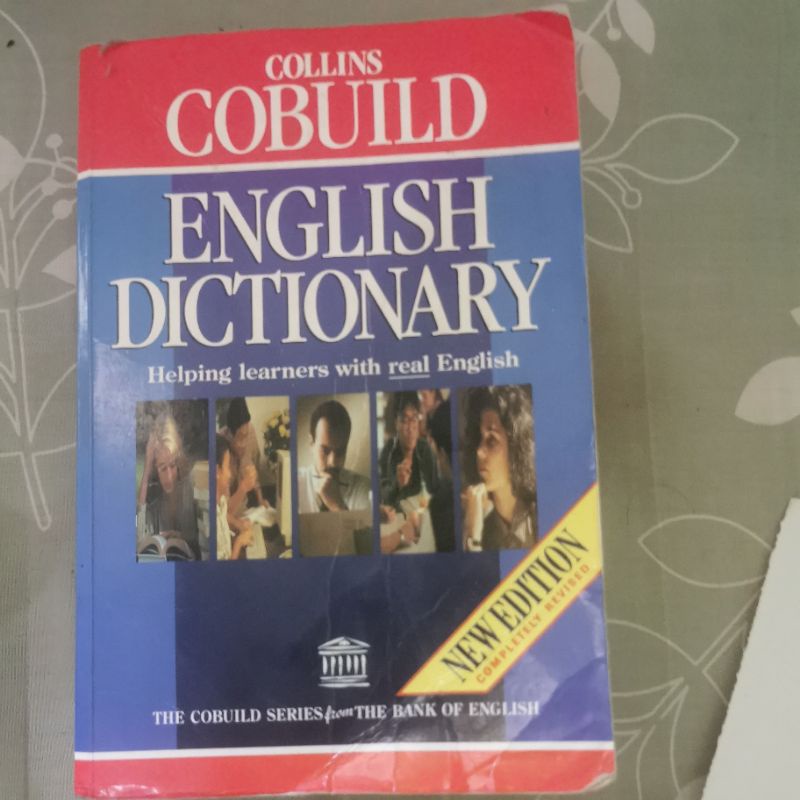 COLLINS
COBUILD
ENGLISH
DICTIONARY
Helping learners with real English
NEW EDITION
COMPLETELY REVISED
THE COBUILD SERIES from THE BANK OF ENGLISH